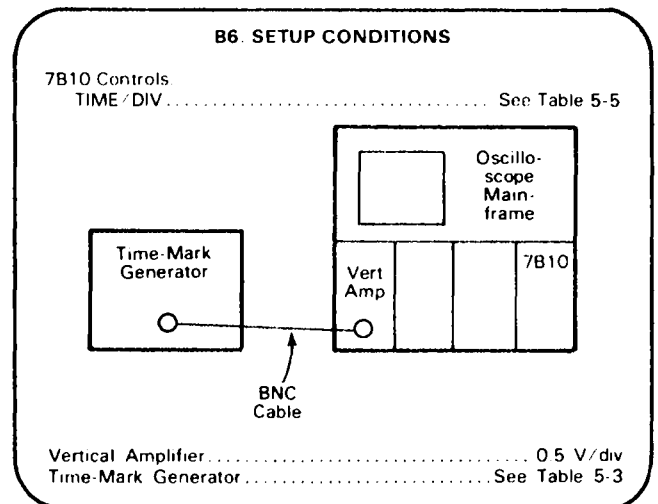 B6. SETUP CONDITIONS
7B10 Controls.
TIME/DIV................................... See Table 5-5
Oscillo-
scope
Main-
frame
Time-Mark
Generator
Vert
Amp
7B10
BNC
Cable
Vertical Amplifier................................... 0.5 V/div
Time-Mark Generator...........................See Table 5-3